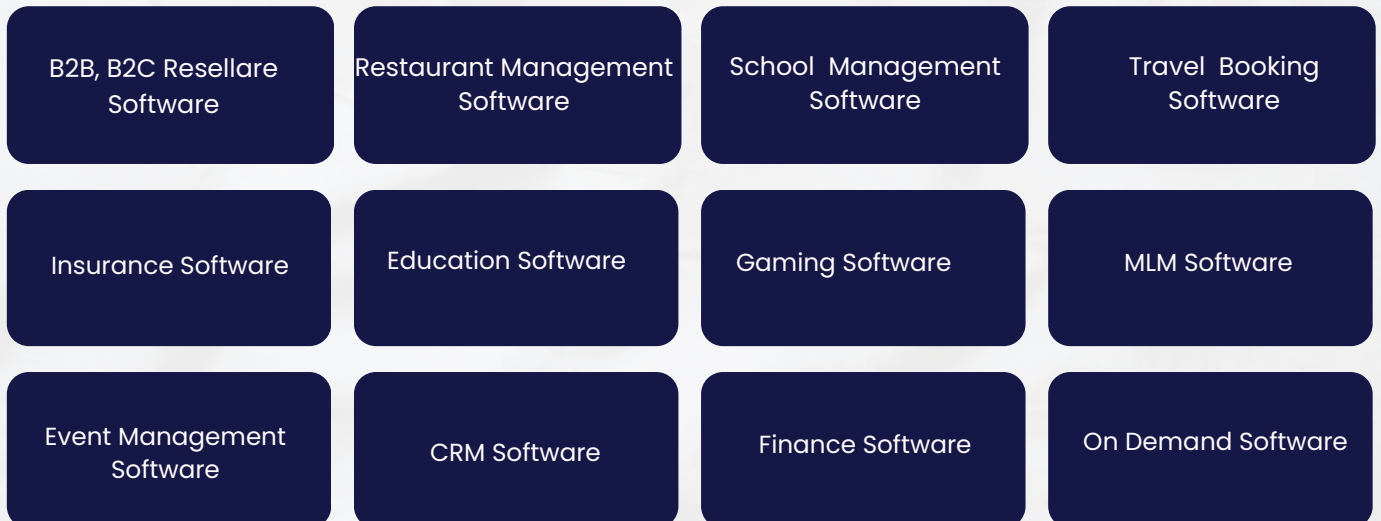 B2B, B2C Resellare
Software
Restaurant Management
Software
School Management
Software
Travel Booking
Software
Insurance Software
Education Software
Gaming Software
MLM Software
Event Management
Software
CRM Software
Finance Software
On Demand Software